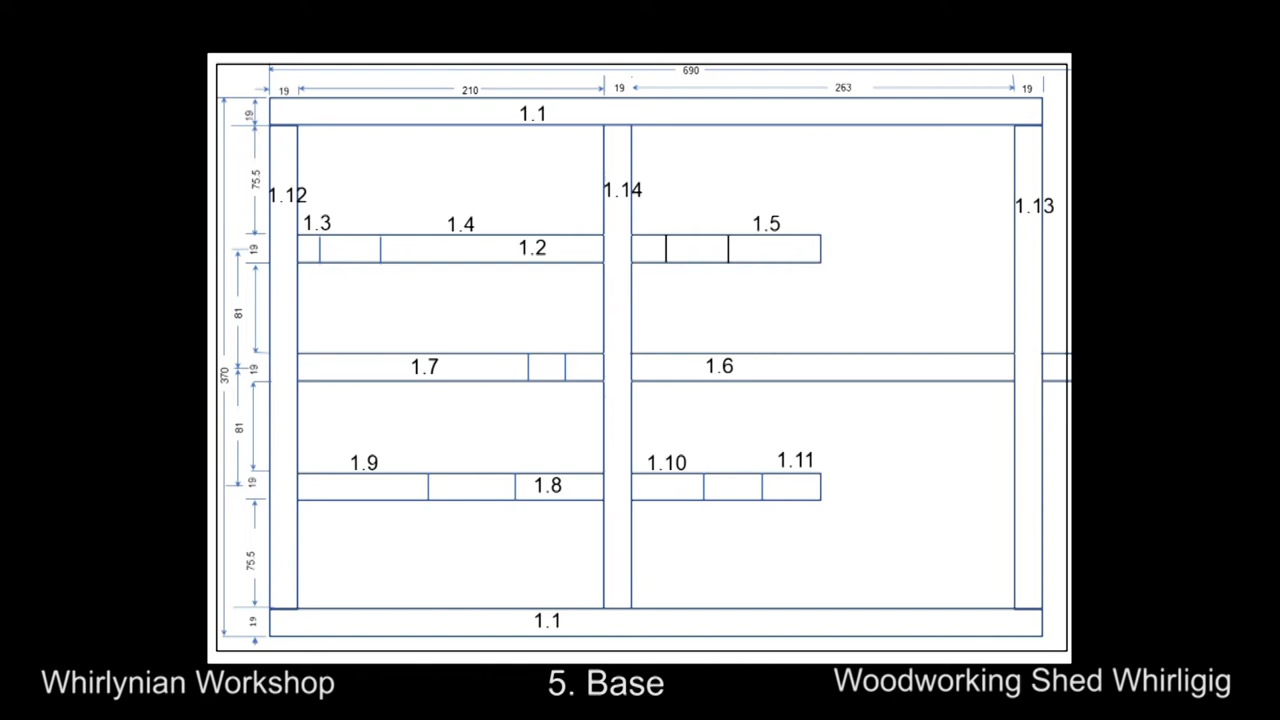 690
19 210 19 263 19
19 1.1
75.5 1.12 1.14 1.13
1.3 1.4 1.5
19 1.2
81
370 19 1.7 1.6
81
1.9 1.10 1.11
19 1.8
75.5
19 1.1
Whirlynian Workshop 5. Base Woodworking Shed Whirligig